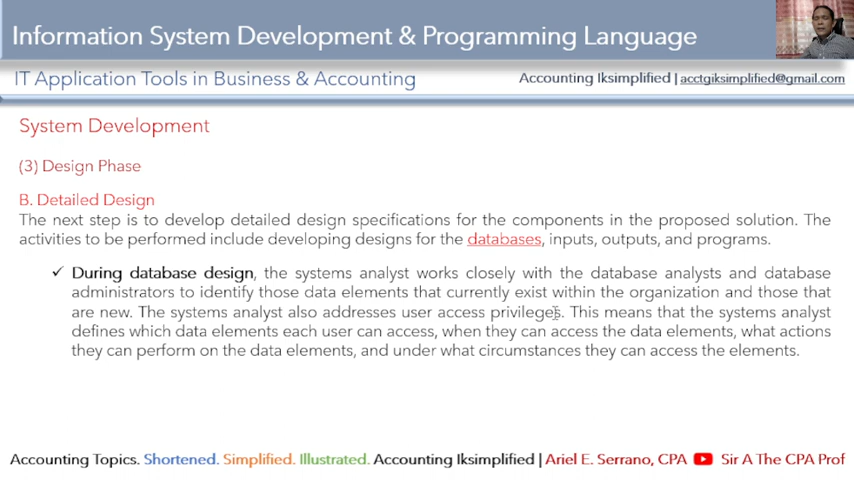 Information System Development & Programming Language
IT Application Tools in Business & Accounting
Accounting Iksimplified | acctgiksimplified@gmail.com
System Development
(3) Design Phase
B. Detailed Design
The next step is to develop detailed design specifications for the components in the proposed solution. The
activities to be performed include developing designs for the databases, inputs, outputs, and programs.
✓ During database design, the systems analyst works closely with the database analysts and database
administrators to identify those data elements that currently exist within the organization and those that
are new. The systems analyst also addresses user access privileges. This means that the systems analyst
defines which data elements each user can access, when they can access the data elements, what actions
they can perform on the data elements, and under what circumstances they can access the elements.
Accounting Topics. Shortened. Simplified. Illustrated. Accounting Iksimplified | Ariel E. Serrano, CPA Sir A The CPA Prof